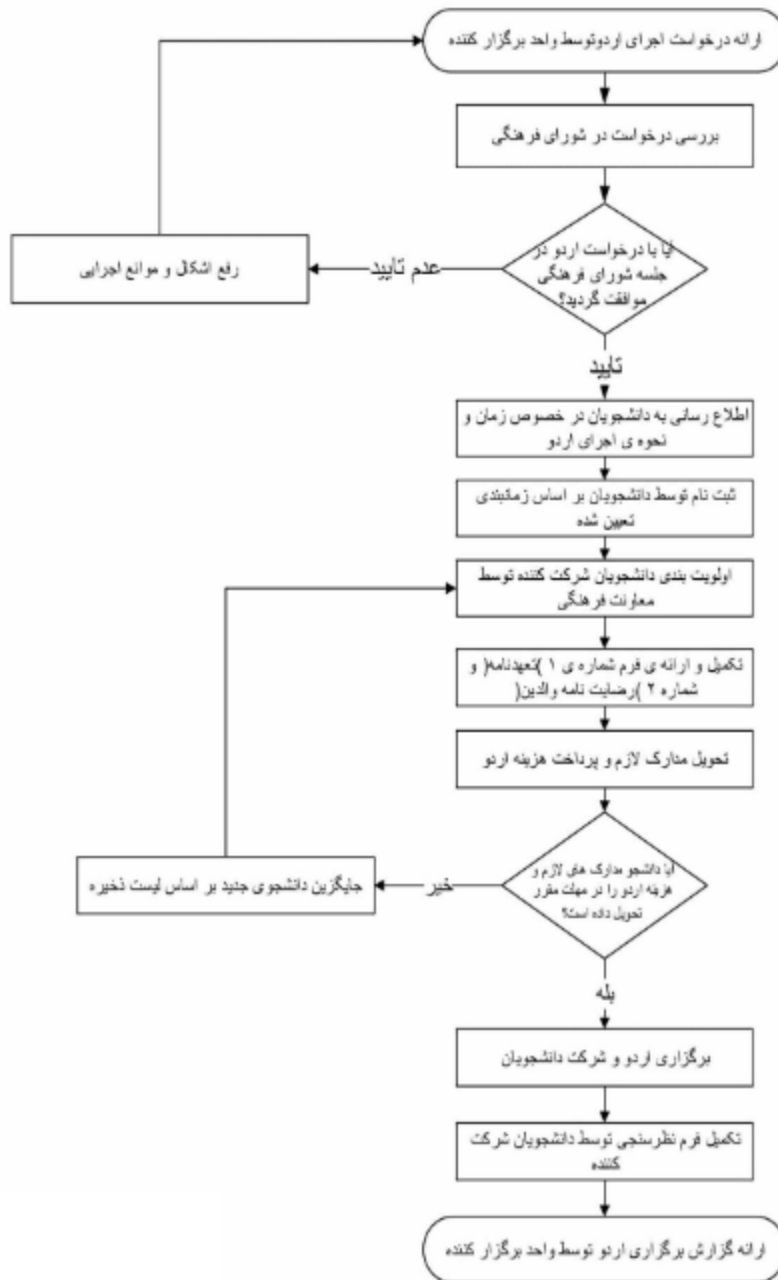 ارائه درخواست اجرای اردوتوسط واحد برگزار کننده
بررسی درخواست در شورای فرهنگی
آیا با درخواست اردو در
جلسه شورای فرهنگی
موافقت گردید؟
عدم تایید
رفع اشکال و موانع اجرایی
تایید
اطلاع رسانی به دانشجویان در خصوص زمان و
نحوه ی اجرای اردو
ثبت نام توسط دانشجویان بر اساس زمانبندی
تعیین شده
اولویت بندی دانشجویان شرکت کننده توسط
معاونت فرهنگی
تکمیل و ارائه ی فرم شماره ی ۱ )تعهدنامه( و
شماره ۲ )رضایت نامه والدین(
تحویل مدارک لازم و پرداخت هزینه اردو
آیا دانشجو مدارک های لازم و
هزینه اردو را در مهلت مقرر
تحویل داده است؟
خیر
جایگزین دانشجوی جدید بر اساس لیست ذخیره
بله
برگزاری اردو و شرکت دانشجویان
تکمیل فرم نظرسنجی توسط دانشجویان شرکت
کننده
ارائه گزارش برگزاری اردو توسط واحد برگزار کننده